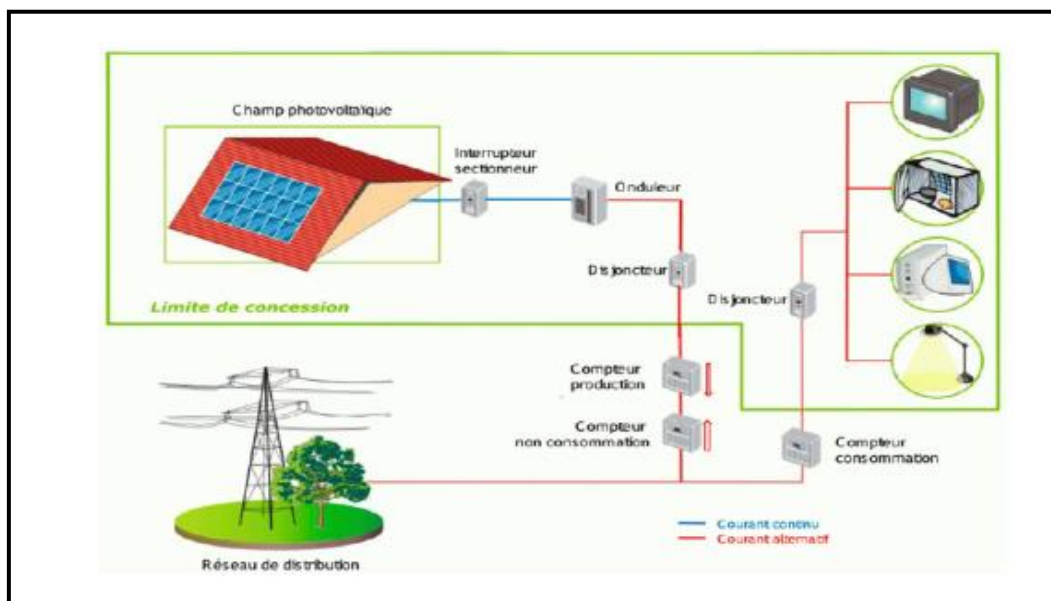 Champ photovoltaïque
Interrupteur
sectionneur
Onduleur
Disjoncteur
Disjoncteur
Limite de concession
Compteur
production
Compteur
non consommation
Compteur
consommation
Courant continu
Courant alternatif
Réseau de distribution